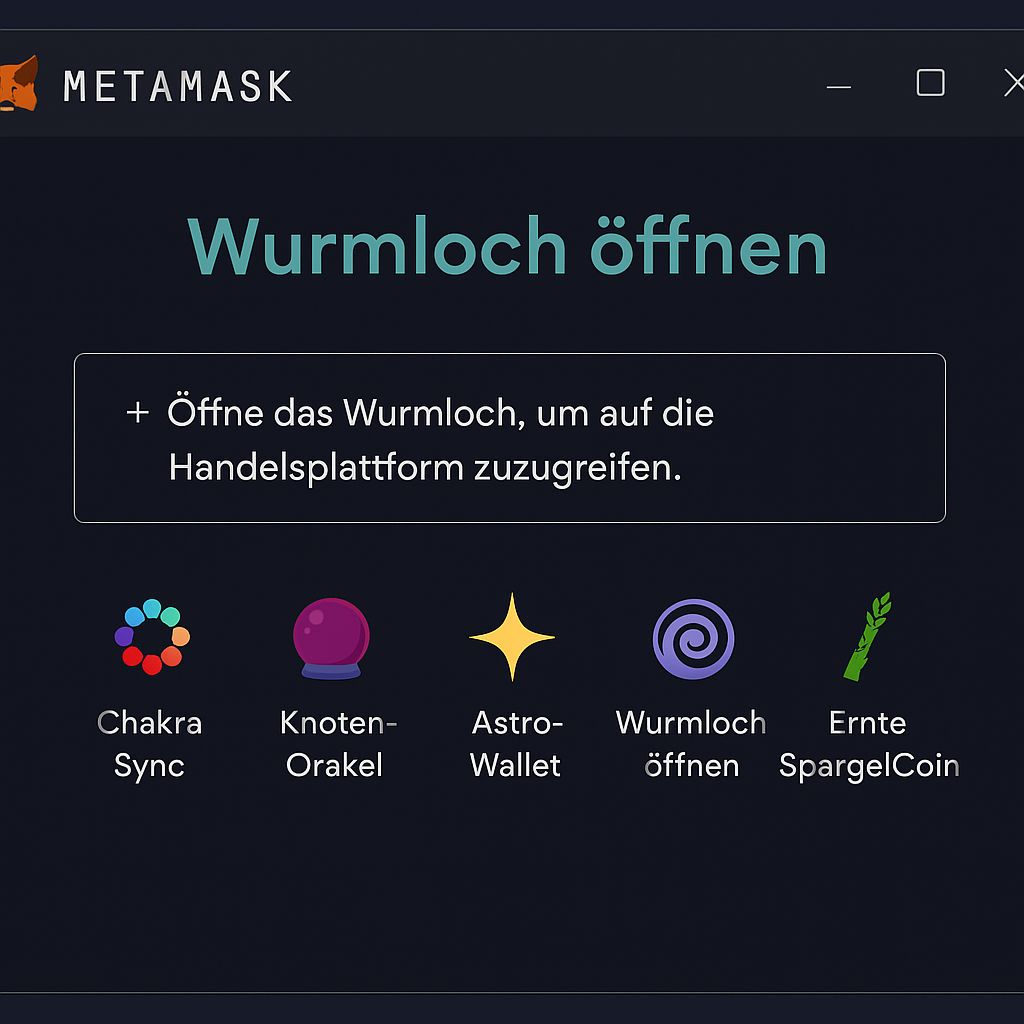 METAMASK
Wurmloch öffnen
+ Öffne das Wurmloch, um auf die
Handelsplattform zuzugreifen.
Chakra
Sync
Knoten-
Orakel
Astro-
Wallet
Wurmloch
öffnen
Ernte
SpargelCoin